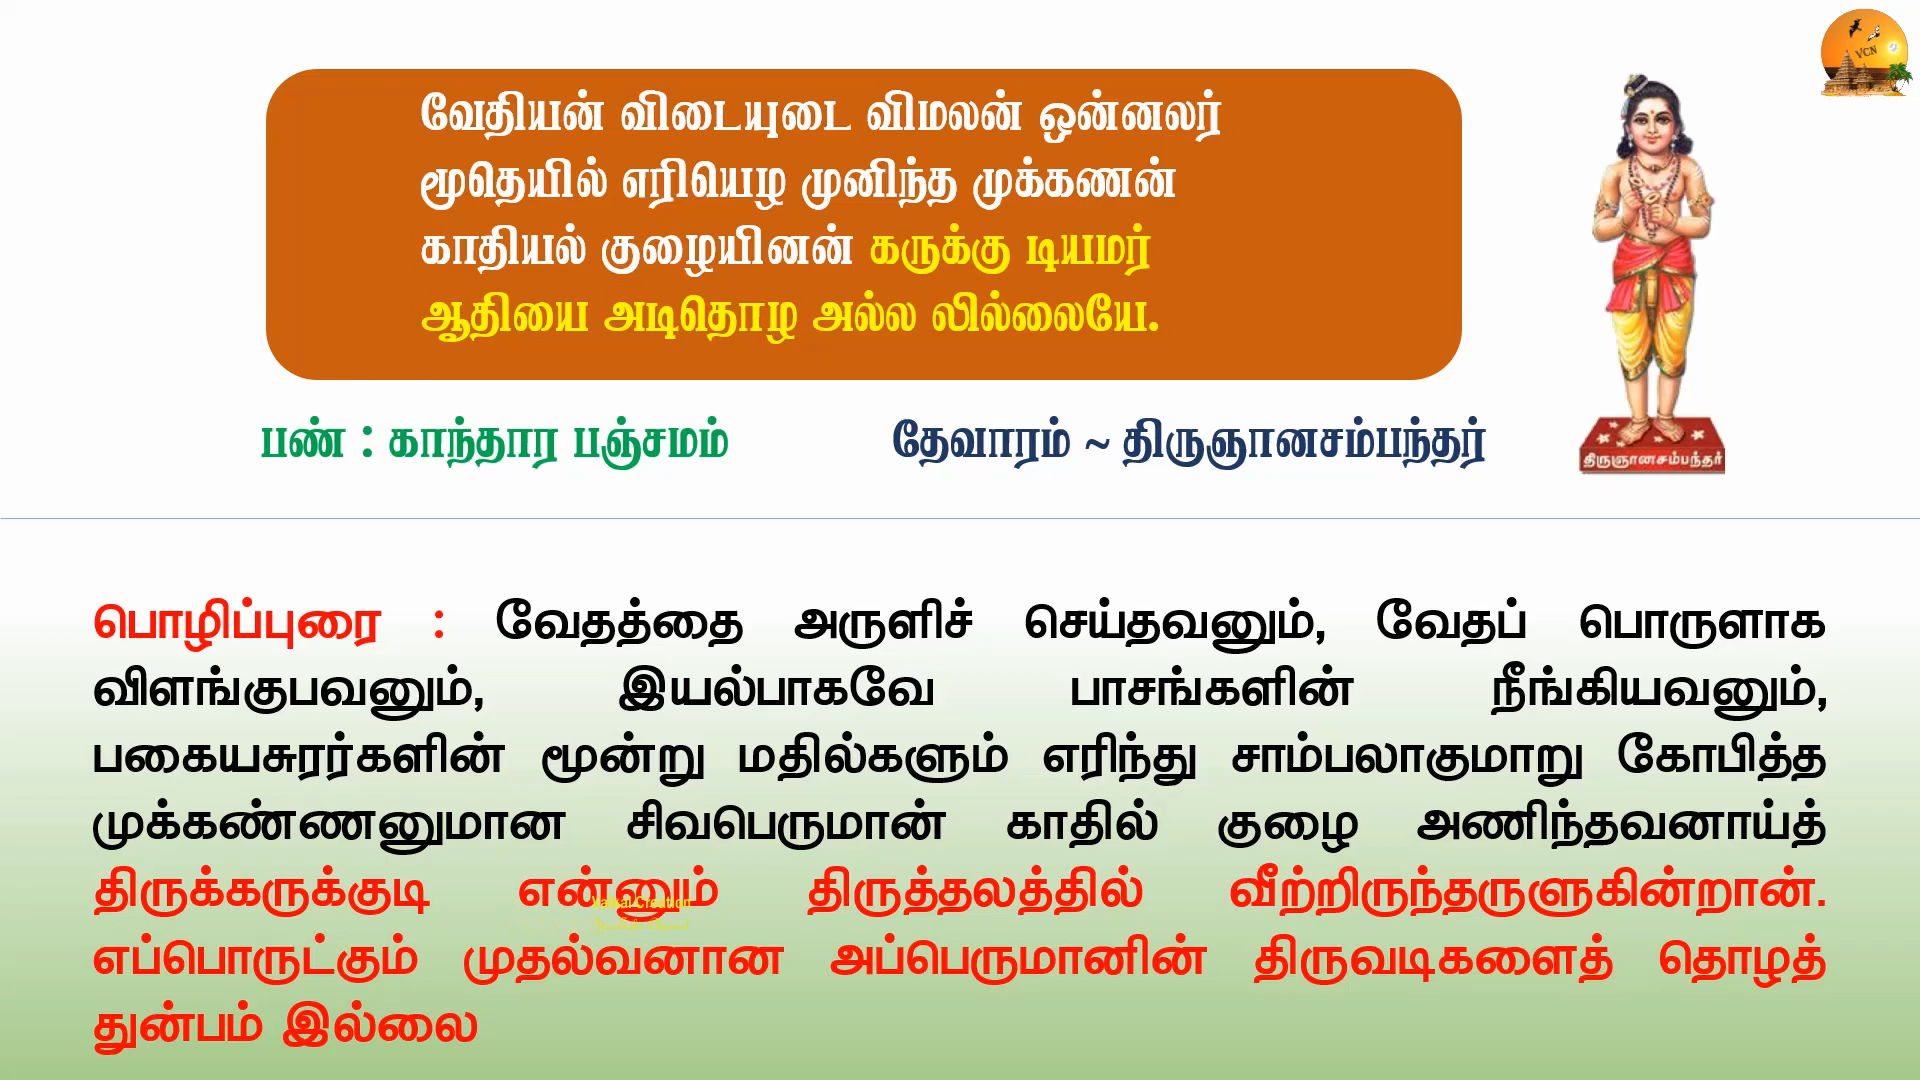 VCN
வேதியன் விடையுடை விமலன் ஒன்னலர்
மூதெயில் எரியெழ முனிந்த முக்கணன்
காதியல் குழையினன் கருக்கு டியமர்
ஆதியை அடிதொழ அல்ல லில்லையே.
பண் : காந்தார பஞ்சமம்
தேவாரம் ~ திருஞானசம்பந்தர்
திருஞானசம்பந்தர்
பொழிப்புரை : வேதத்தை அருளிச் செய்தவனும், வேதப் பொருளாக
விளங்குபவனும், இயல்பாகவே பாசங்களின் நீங்கியவனும்,
பகையசுரர்களின் மூன்று மதில்களும் எரிந்து சாம்பலாகுமாறு கோபித்த
முக்கண்ணனுமான சிவபெருமான் காதில் குழை அணிந்தவனாய்த்
திருக்கருக்குடி என்னும் திருத்தலத்தில் வீற்றிருந்தருளுகின்றான்.
எப்பொருட்கும் முதல்வனான அப்பெருமானின் திருவடிகளைத் தொழத்
துன்பம் இல்லை